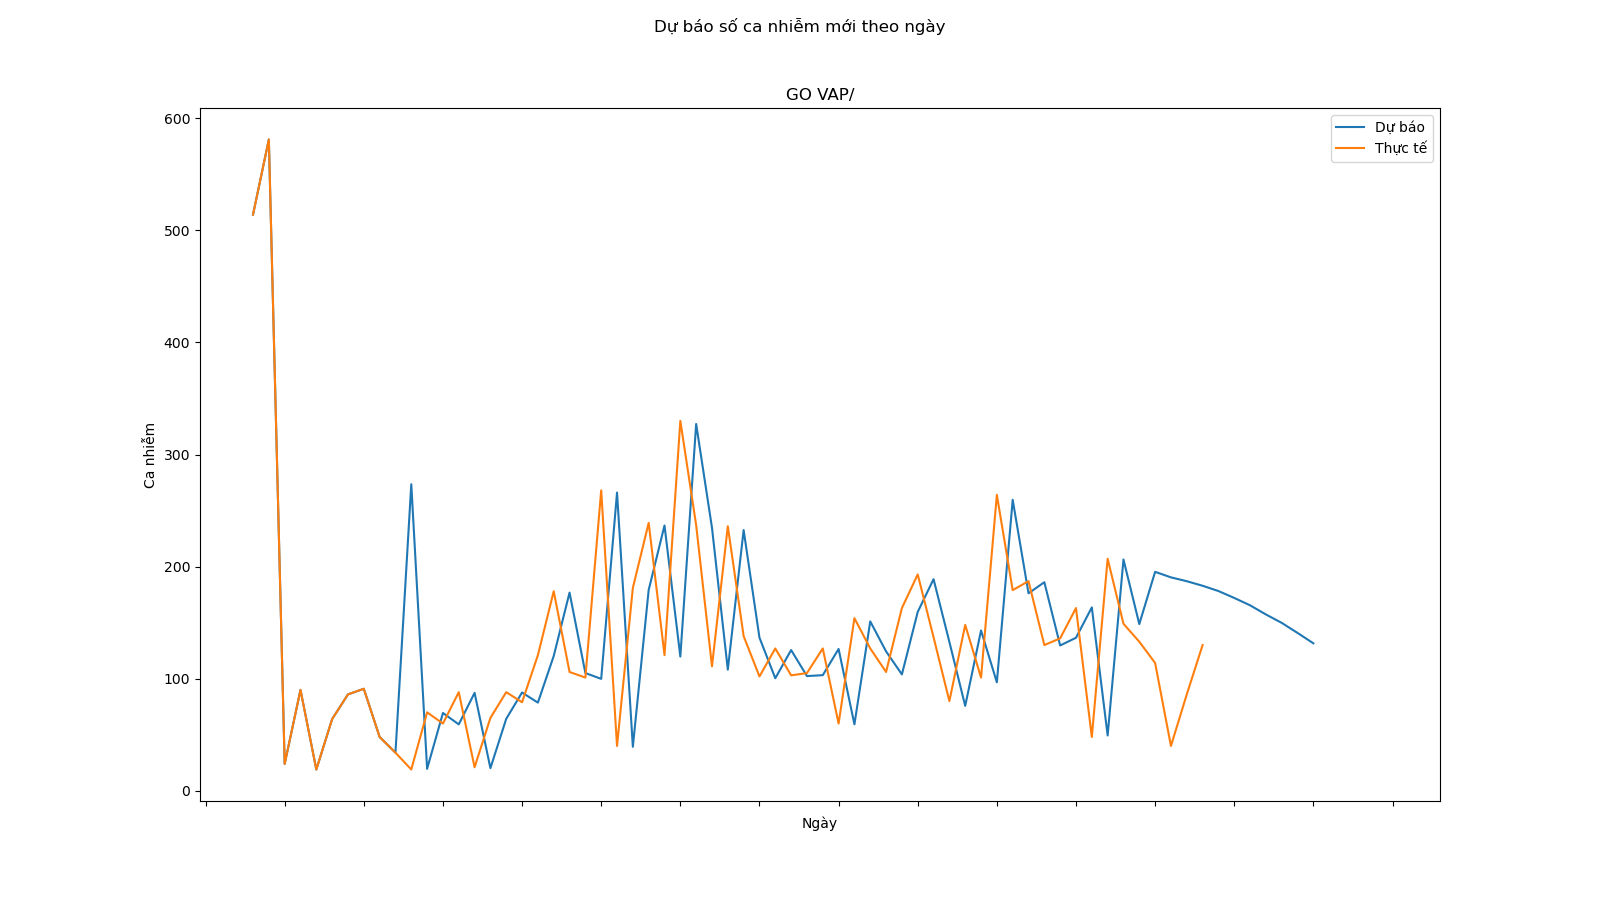 Dự báo số ca nhiễm mới theo ngày
GO VAP/
Dự báo
Thực tế
600
500
400
300
200
100
0
Ca nhiễm
Ngày